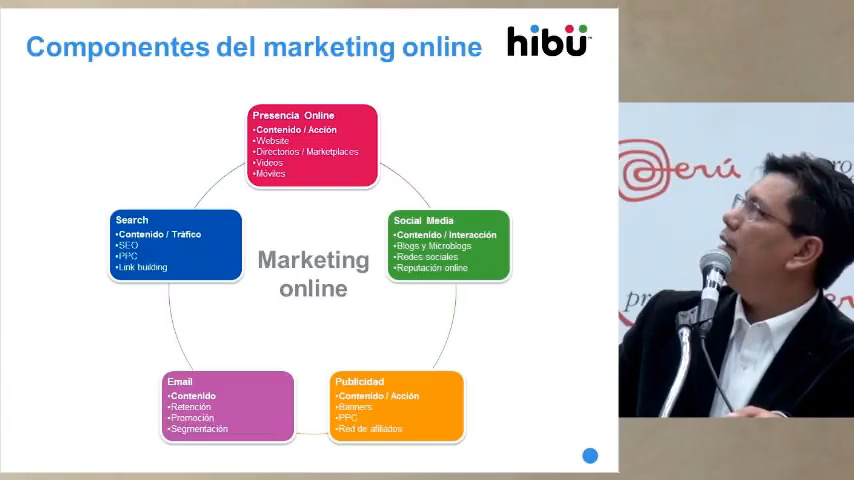 Componentes del marketing online
hibü™
Presencia Online
•Contenido / Acción
•Website
•Directorios / Marketplaces
•Videos
•Móviles
Search
•Contenido / Tráfico
•SEO
•PPC
•Link building
Social Media
•Contenido / Interacción
•Blogs y Microblogs
•Redes sociales
•Reputación online
Marketing
online
Email
•Contenido
•Retención
•Promoción
•Segmentación
Publicidad
•Contenido / Acción
•Banners
•PPC
•Red de afiliados
Perú